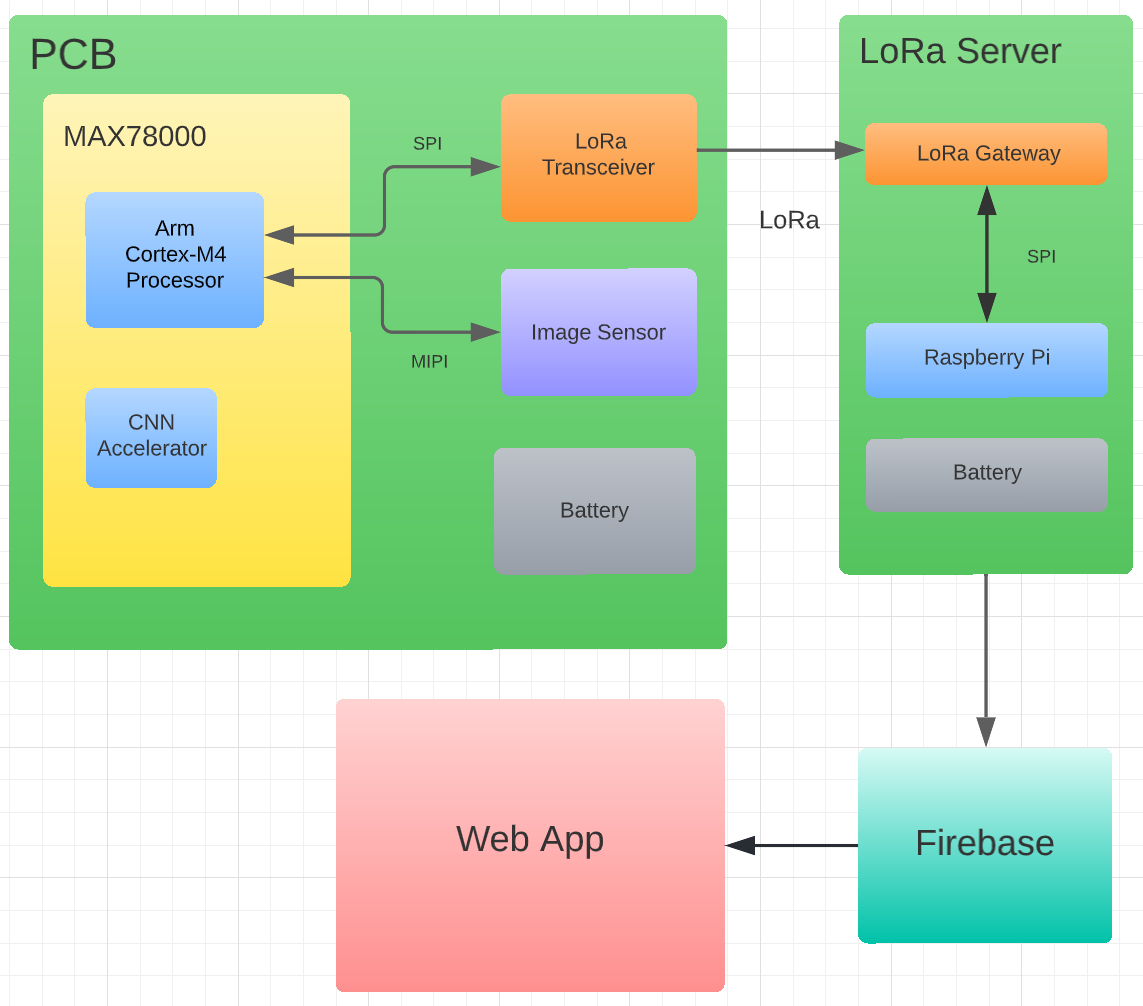 PCB
MAX78000
Arm
Cortex-M4
Processor
CNN
Accelerator
SPI
MIPI
LoRa
Transceiver
Image Sensor
Battery
LoRa
LoRa Server
LoRa Gateway
SPI
Raspberry Pi
Battery
Web App
Firebase